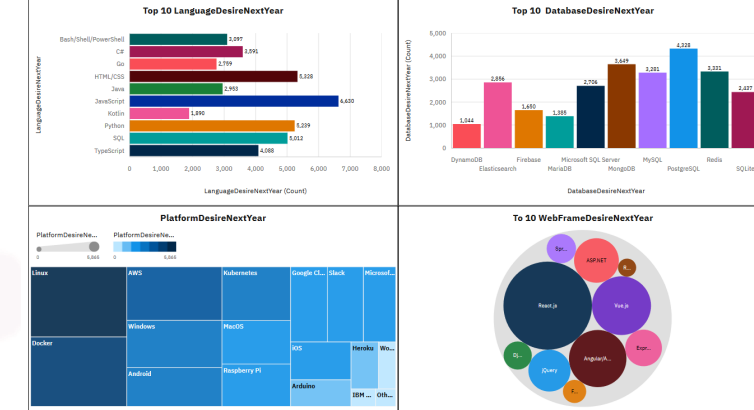 Top 10 LanguageDesireNextYear
LanguageDesireNextYear
Bash/Shell/PowerShell 3,097
C# 3,591
Go 2,759
HTML/CSS 5,328
Java 2,953
JavaScript 6,630
Kotlin 1,890
Python 5,239
SQL 5,012
TypeScript 4,088
0 1,000 2,000 3,000 4,000 5,000 6,000 7,000 8,000
LanguageDesireNextYear (Count)
Top 10 DatabaseDesireNextYear
DatabaseDesireNextYear (Count)
5,000
4,000
3,000
2,000
1,000
0
1,044 2,856 1,650 1,385 2,706 3,649 3,281 4,328 3,331 2,437
DynamoDB Firebase Microsoft SQL Server MySQL Redis
Elasticsearch MariaDB MongoDB PostgreSQL SQLite
DatabaseDesireNextYear
PlatformDesireNextYear
PlatformDesireNe... PlatformDesireNe...
0 5,865 0 5,865
Linux AWS Kubernetes Google Cl... Slack Microsof...
Windows MacOS
Docker iOS Heroku Wo...
Android Raspberry Pi
Arduino
IBM ... Oth...
To 10 WebFrameDesireNextYear
Spr...
ASP.NET
R...
React.js
Vue.js
Expr...
Dj...
Angular/A...
jQuery
F...